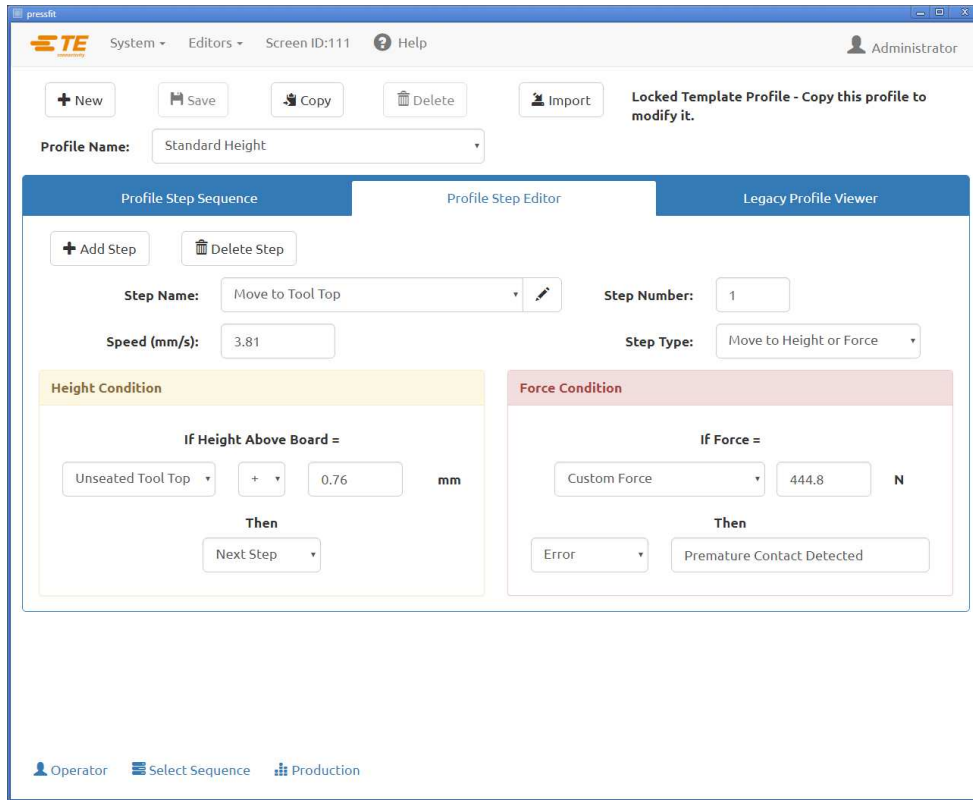 pressfit
TE connectivity System Editors Screen ID:111 Help Administrator
New Save Copy Delete Import Locked Template Profile - Copy this profile to
modify it.
Profile Name: Standard Height
Profile Step Sequence Profile Step Editor Legacy Profile Viewer
Add Step Delete Step
Step Name: Move to Tool Top Step Number: 1
Speed (mm/s): 3.81 Step Type: Move to Height or Force
Height Condition Force Condition
If Height Above Board = If Force =
Unseated Tool Top + 0.76 mm Custom Force 444.8 N
Then Then
Next Step Error Premature Contact Detected
Operator Select Sequence Production